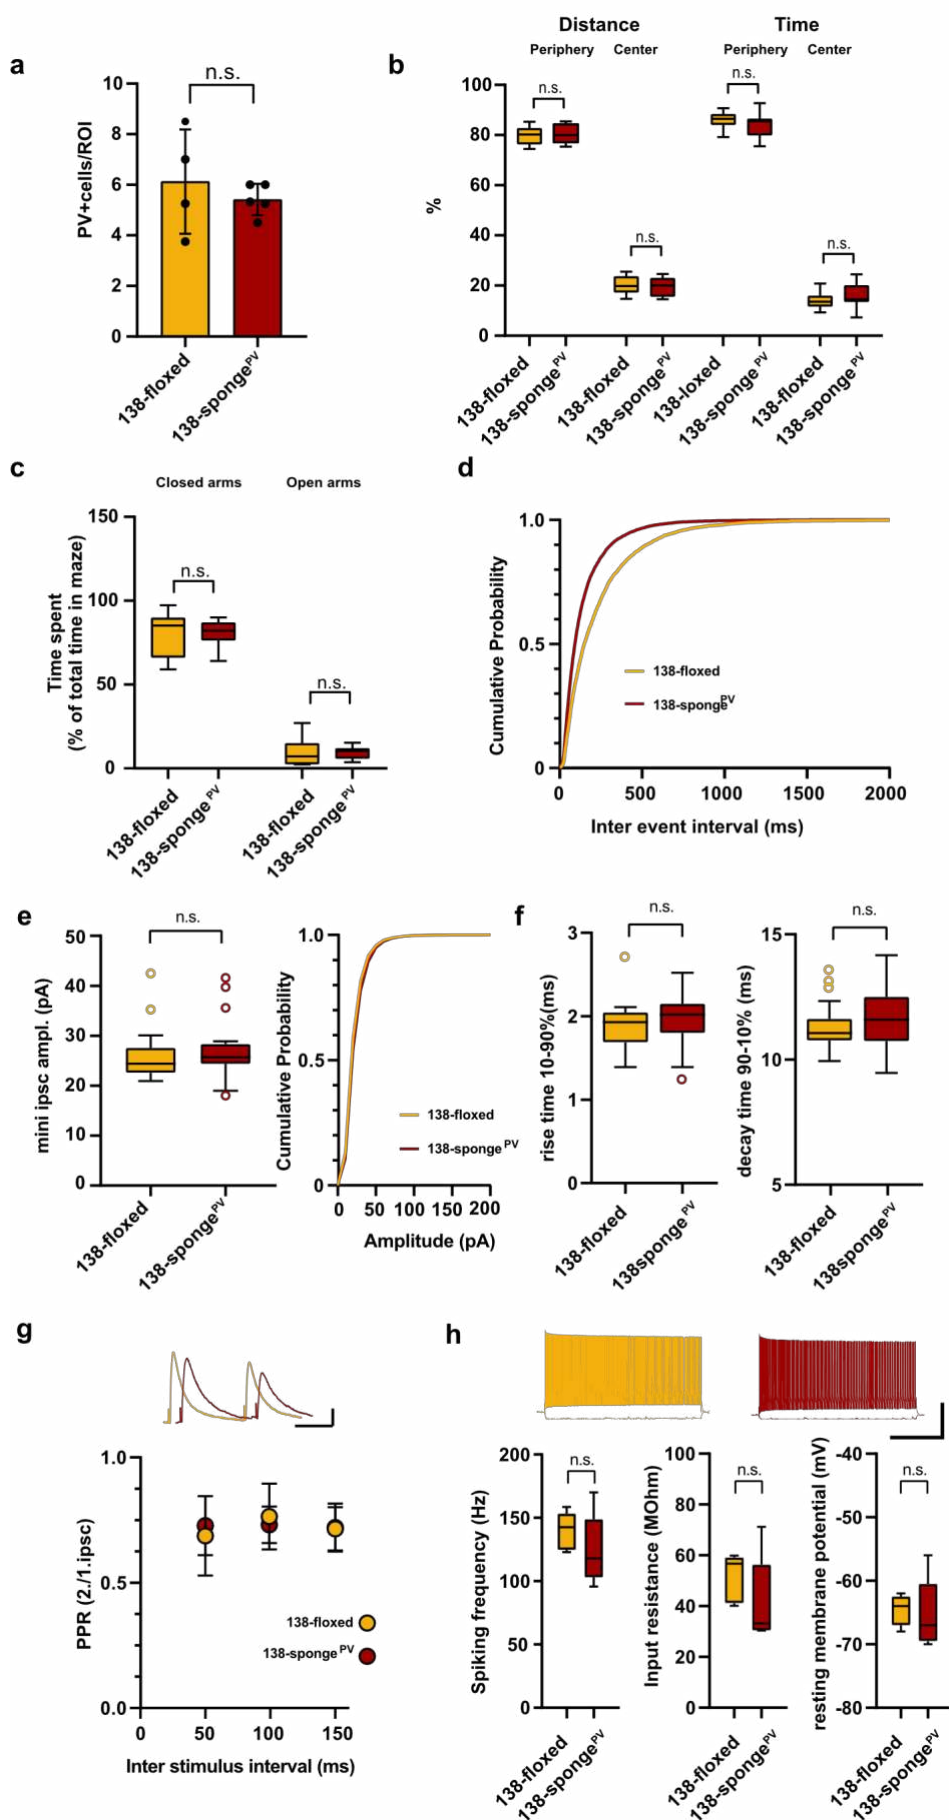 a
PV+cells/ROI
10
8
6
4
2
0
n.s.
138-floxed
138-sponge PV
b
Distance
Time
Periphery Center
Periphery Center
%
100
80
60
40
20
0
n.s.
n.s.
n.s.
n.s.
138-floxed
138-sponge PV
138-floxed
138-sponge PV
138-loxed
138-sponge PV
138-floxed
138-sponge PV
c
Closed arms
Open arms
Time spent
(% of total time in maze)
150
100
50
0
n.s.
n.s.
138-floxed
138-sponge PV
138-floxed
138-sponge PV
d
Cumulative Probability
1.0
0.5
0
138-floxed
138-sponge PV
0 500 1000 1500 2000
Inter event interval (ms)
e
mini ipsc ampl. (pA)
50
40
30
20
10
0
n.s.
138-floxed
138-sponge PV
Cumulative Probability
1.0
0.5
0
138-floxed
138-sponge PV
0 50 100 150 200
Amplitude (pA)
f
rise time 10-90%(ms)
3
2
1
0
n.s.
138-floxed
138sponge PV
decay time 90-10% (ms)
15
10
5
n.s.
138-floxed
138sponge PV
g
PPR (2./1.ipsc)
1.0
0.5
0.0
138-floxed
138-sponge PV
0 50 100 150
Inter stimulus interval (ms)
h
Spiking frequency (Hz)
200
150
100
50
0
n.s.
138-floxed
138-sponge PV
Input resistance (MOhm)
100
80
60
40
20
0
n.s.
138-floxed
138-sponge PV
resting membrane potential (mV)
-40
-50
-60
-70
-80
n.s.
138-floxed
138-sponge PV